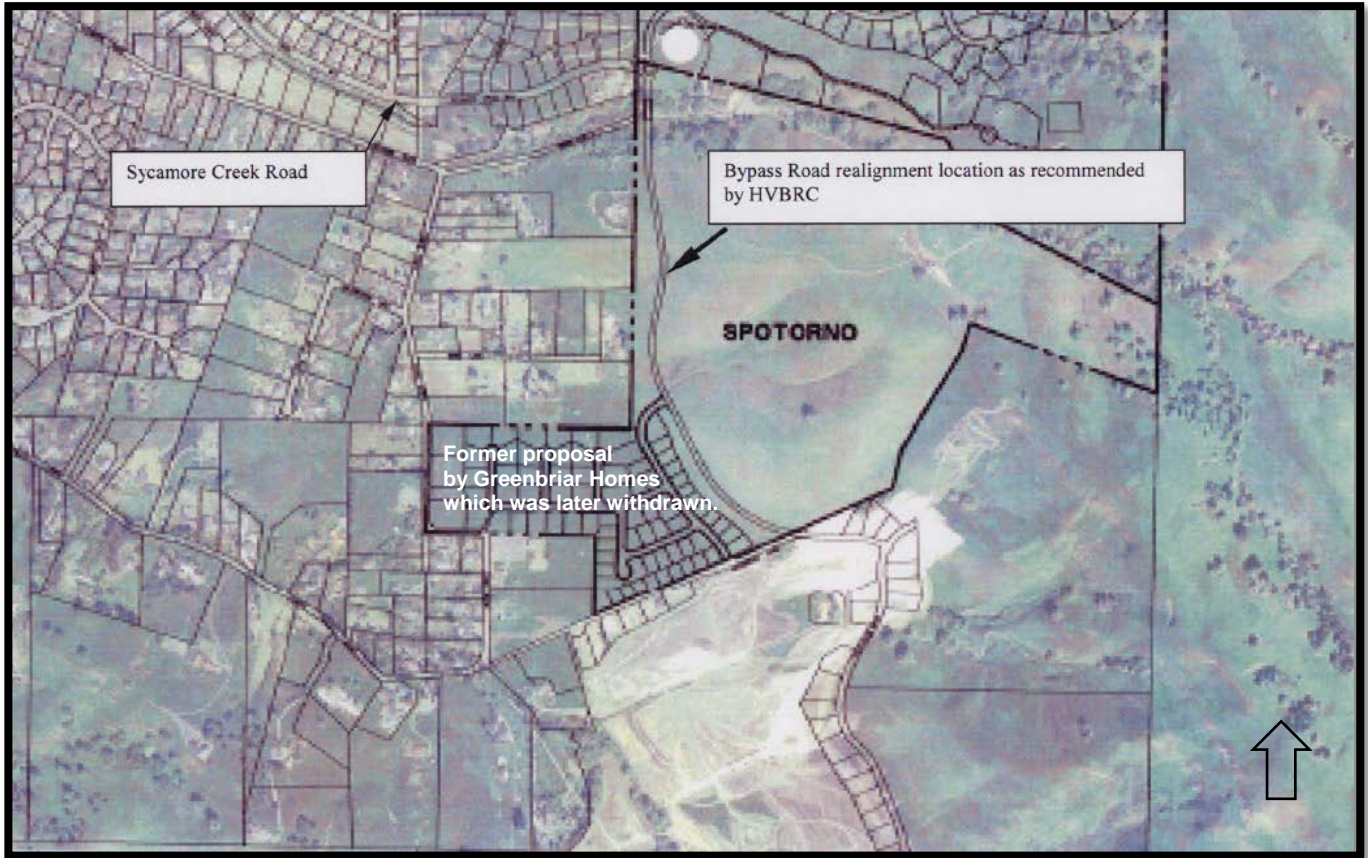 Sycamore Creek Road
Bypass Road realignment location as recommended
by HVBRC
SPOTORNO
Former proposal
by Greenbriar Homes
which was later withdrawn.